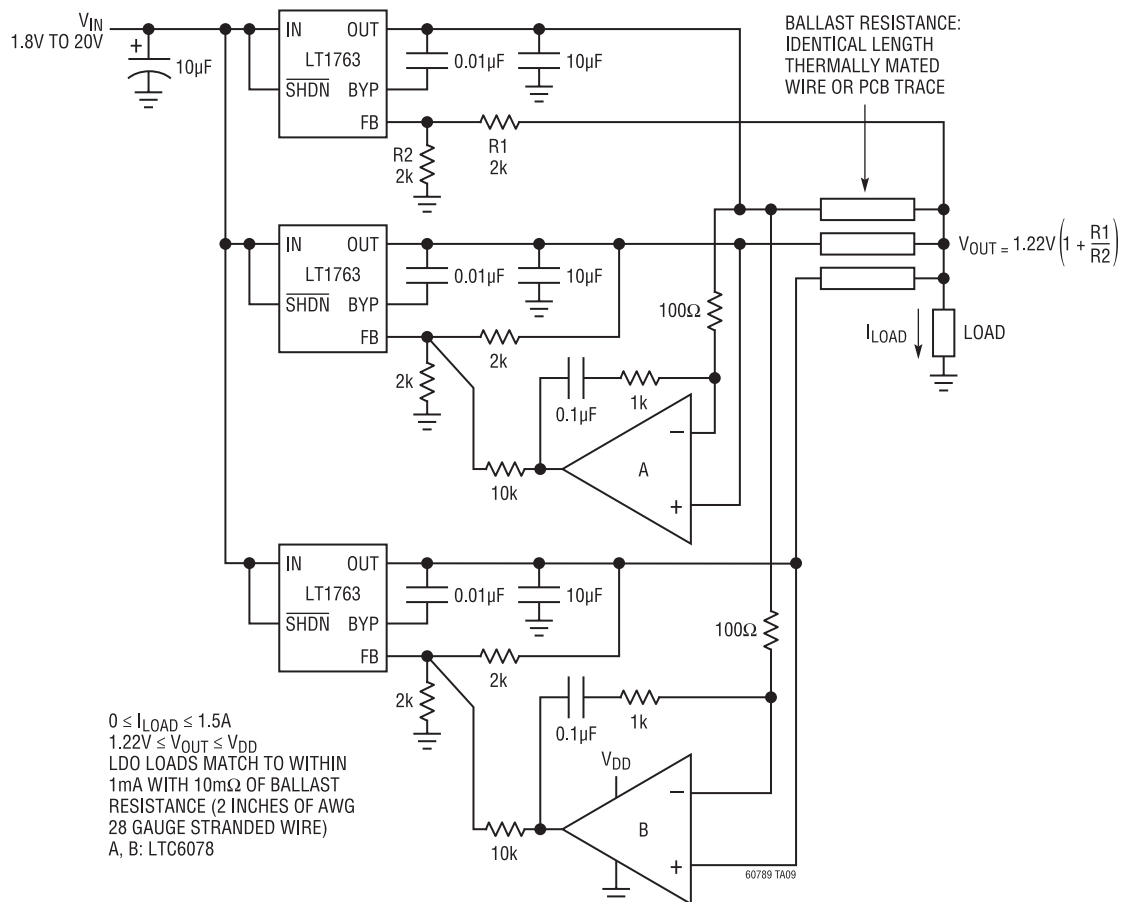 VIN
1.8V TO 20V
+
10µF
IN
OUT
LT1763
SHDN
BYP
FB
0.01µF
10µF
R2
2k
R1
2k
BALLAST RESISTANCE:
IDENTICAL LENGTH
THERMALLY MATED
WIRE OR PCB TRACE
IN
OUT
LT1763
SHDN
BYP
FB
0.01µF
10µF
2k
2k
100Ω
0.1µF
1k
10k
A
−
+
VOUT = 1.22V(1 + R1/R2)
ILOAD
LOAD
IN
OUT
LT1763
SHDN
BYP
FB
0.01µF
10µF
2k
2k
100Ω
0.1µF
1k
10k
VDD
B
−
+
60789 TA09
0 ≤ ILOAD ≤ 1.5A
1.22V ≤ VOUT ≤ VDD
LDO LOADS MATCH TO WITHIN
1mA WITH 10mΩ OF BALLAST
RESISTANCE (2 INCHES OF AWG
28 GAUGE STRANDED WIRE)
A, B: LTC6078